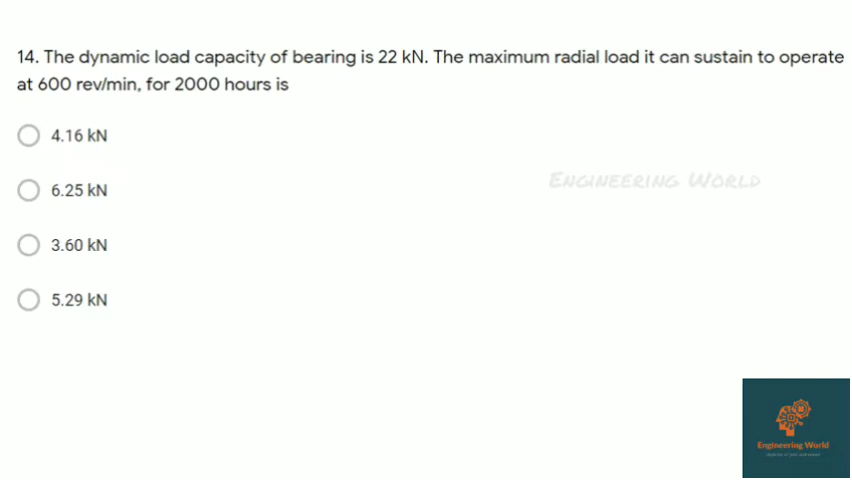 14. The dynamic load capacity of bearing is 22 kN. The maximum radial load it can sustain to operate
at 600 rev/min, for 2000 hours is
4.16 kN
ENGINEERING WORLD
6.25 kN
3.60 kN
5.29 kN
Engineering World